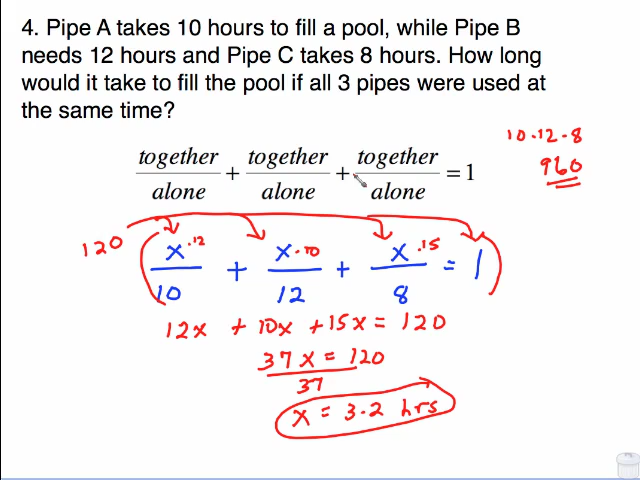 4. Pipe A takes 10 hours to fill a pool, while Pipe B
needs 12 hours and Pipe C takes 8 hours. How long
would it take to fill the pool if all 3 pipes were used at
the same time?
10·12·8
960
together/alone + together/alone + together/alone = 1
120
x·12/10 + x·10/12 + x·15/8 = 1
12x + 10x + 15x = 120
37x = 120
37
x = 3.2 hrs